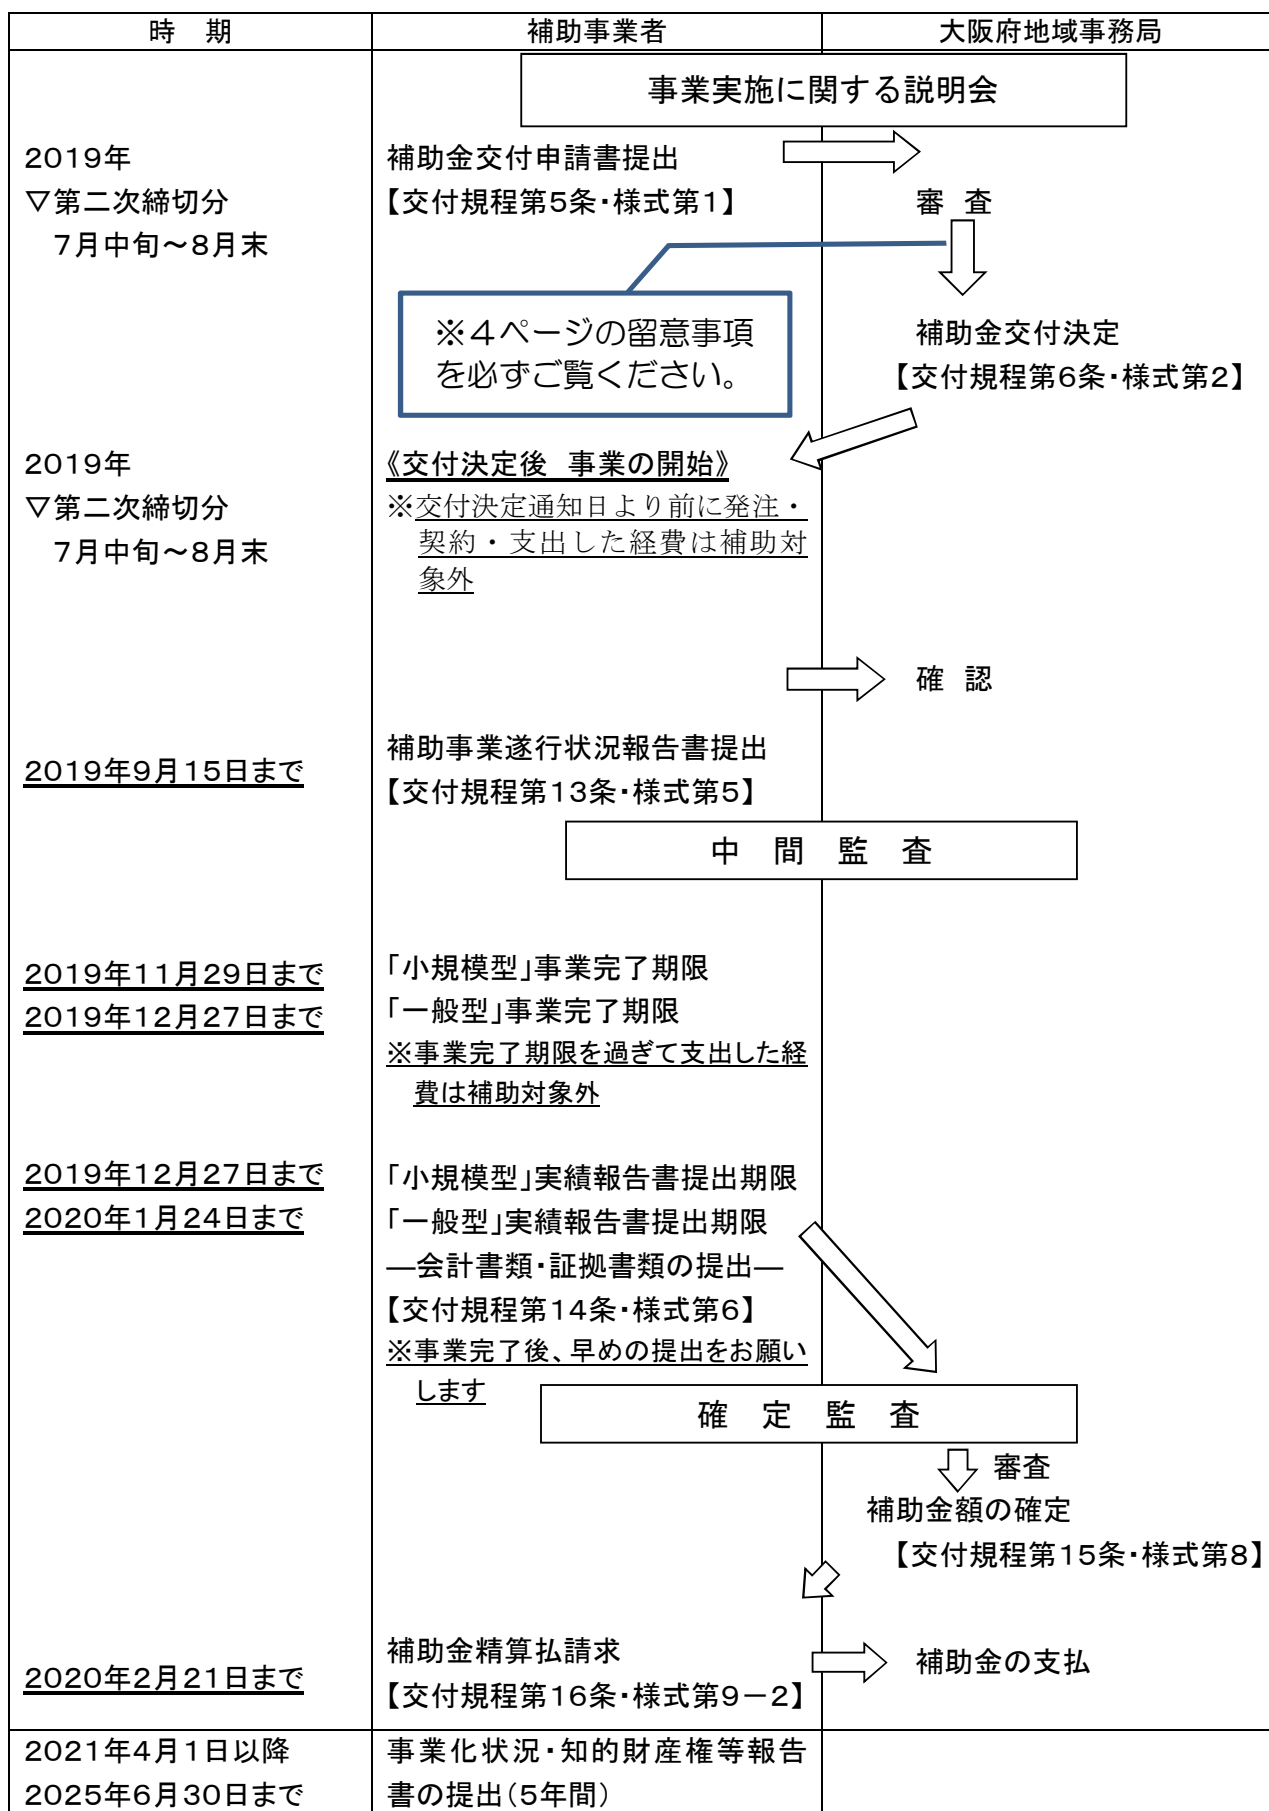 時　期　補助事業者　大阪府地域事務局
事業実施に関する説明会
2019年
▽第二次締切分
7月中旬～8月末
補助金交付申請書提出
【交付規程第5条・様式第1】
審　査
※４ページの留意事項
を必ずご覧ください。
補助金交付決定
【交付規程第6条・様式第2】
2019年
▽第二次締切分
7月中旬～8月末
《交付決定後　事業の開始》
※交付決定通知日より前に発注・
契約・支出した経費は補助対
象外
確　認
2019年9月15日まで
補助事業遂行状況報告書提出
【交付規程第13条・様式第5】
中　間　監　査
2019年11月29日まで
2019年12月27日まで
「小規模型」事業完了期限
「一般型」事業完了期限
※事業完了期限を過ぎて支出した経
費は補助対象外
2019年12月27日まで
2020年1月24日まで
「小規模型」実績報告書提出期限
「一般型」実績報告書提出期限
―会計書類・証拠書類の提出―
【交付規程第14条・様式第6】
※事業完了後、早めの提出をお願い
します
確　定　監　査
審査
補助金額の確定
【交付規程第15条・様式第8】
2020年2月21日まで
補助金精算払請求
【交付規程第16条・様式第9－2】
補助金の支払
2021年4月1日以降
2025年6月30日まで
事業化状況・知的財産権等報告
書の提出（5年間）